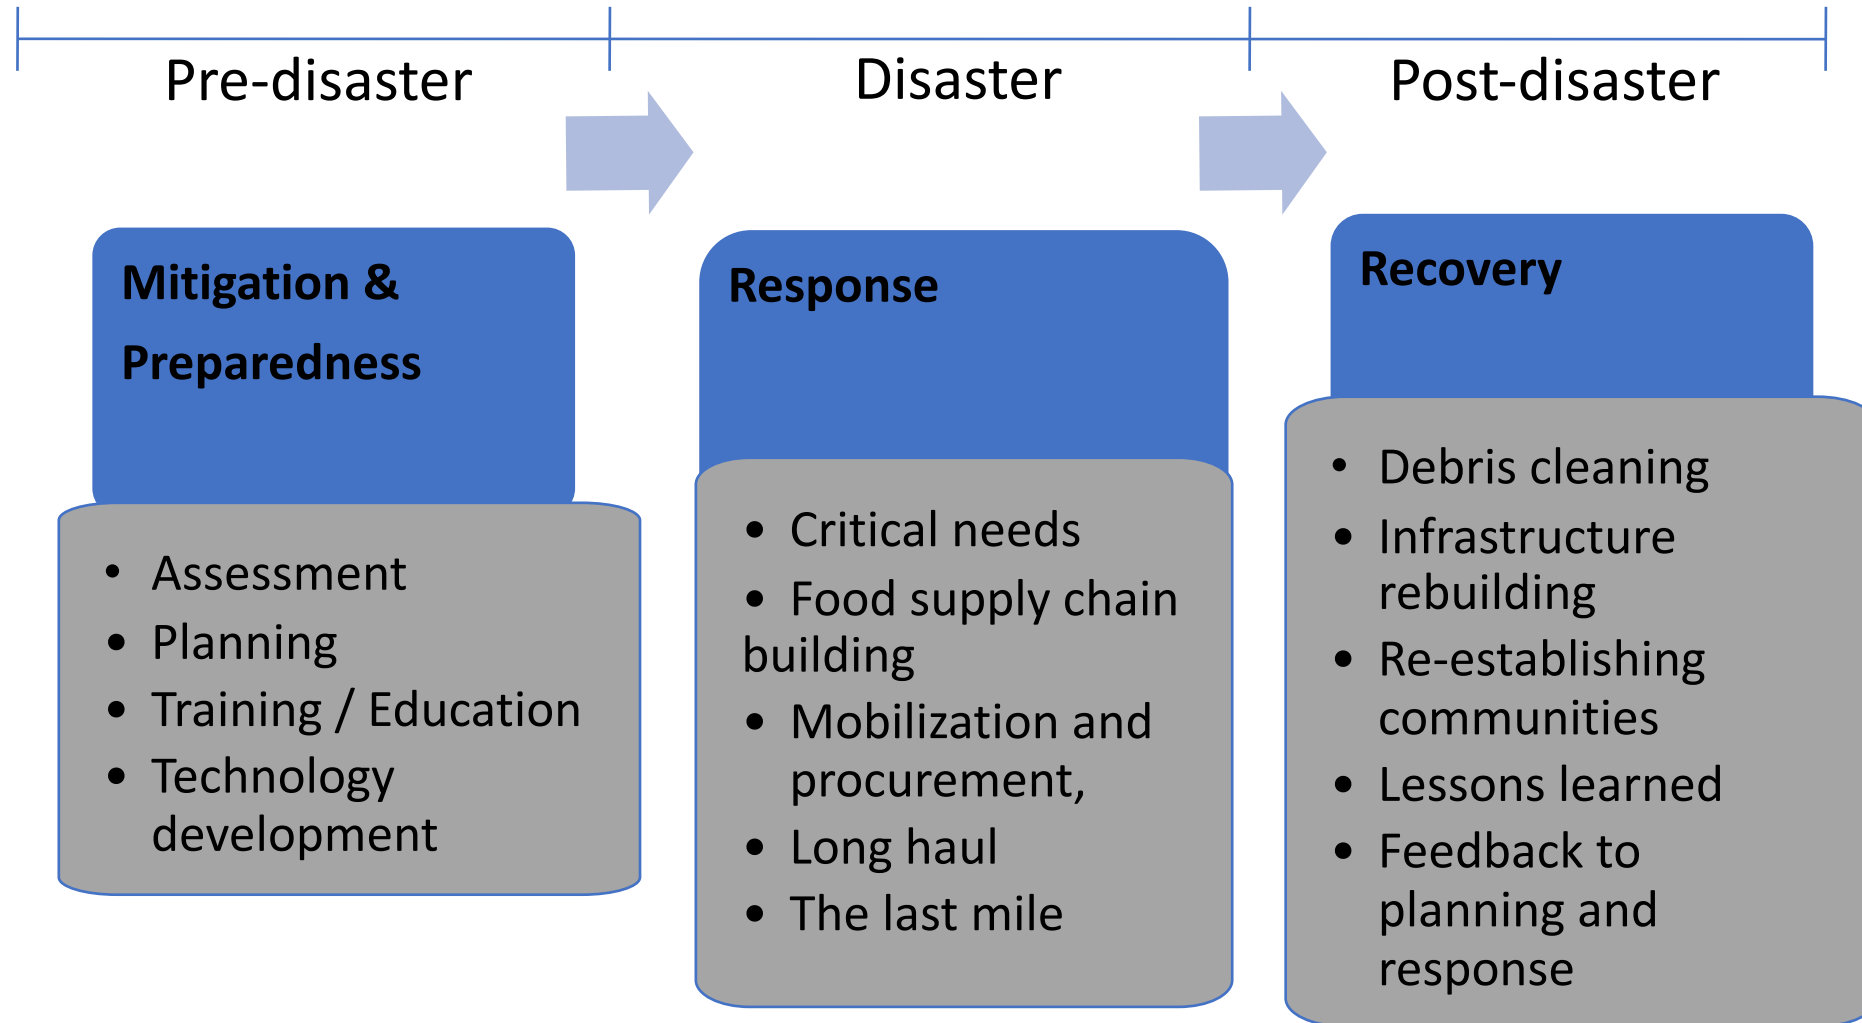 Pre-disaster
Disaster
Post-disaster
Mitigation &
Preparedness
• Assessment
• Planning
• Training / Education
• Technology
development
Response
• Critical needs
• Food supply chain
building
• Mobilization and
procurement,
• Long haul
• The last mile
Recovery
• Debris cleaning
• Infrastructure
rebuilding
• Re-establishing
communities
• Lessons learned
• Feedback to
planning and
response